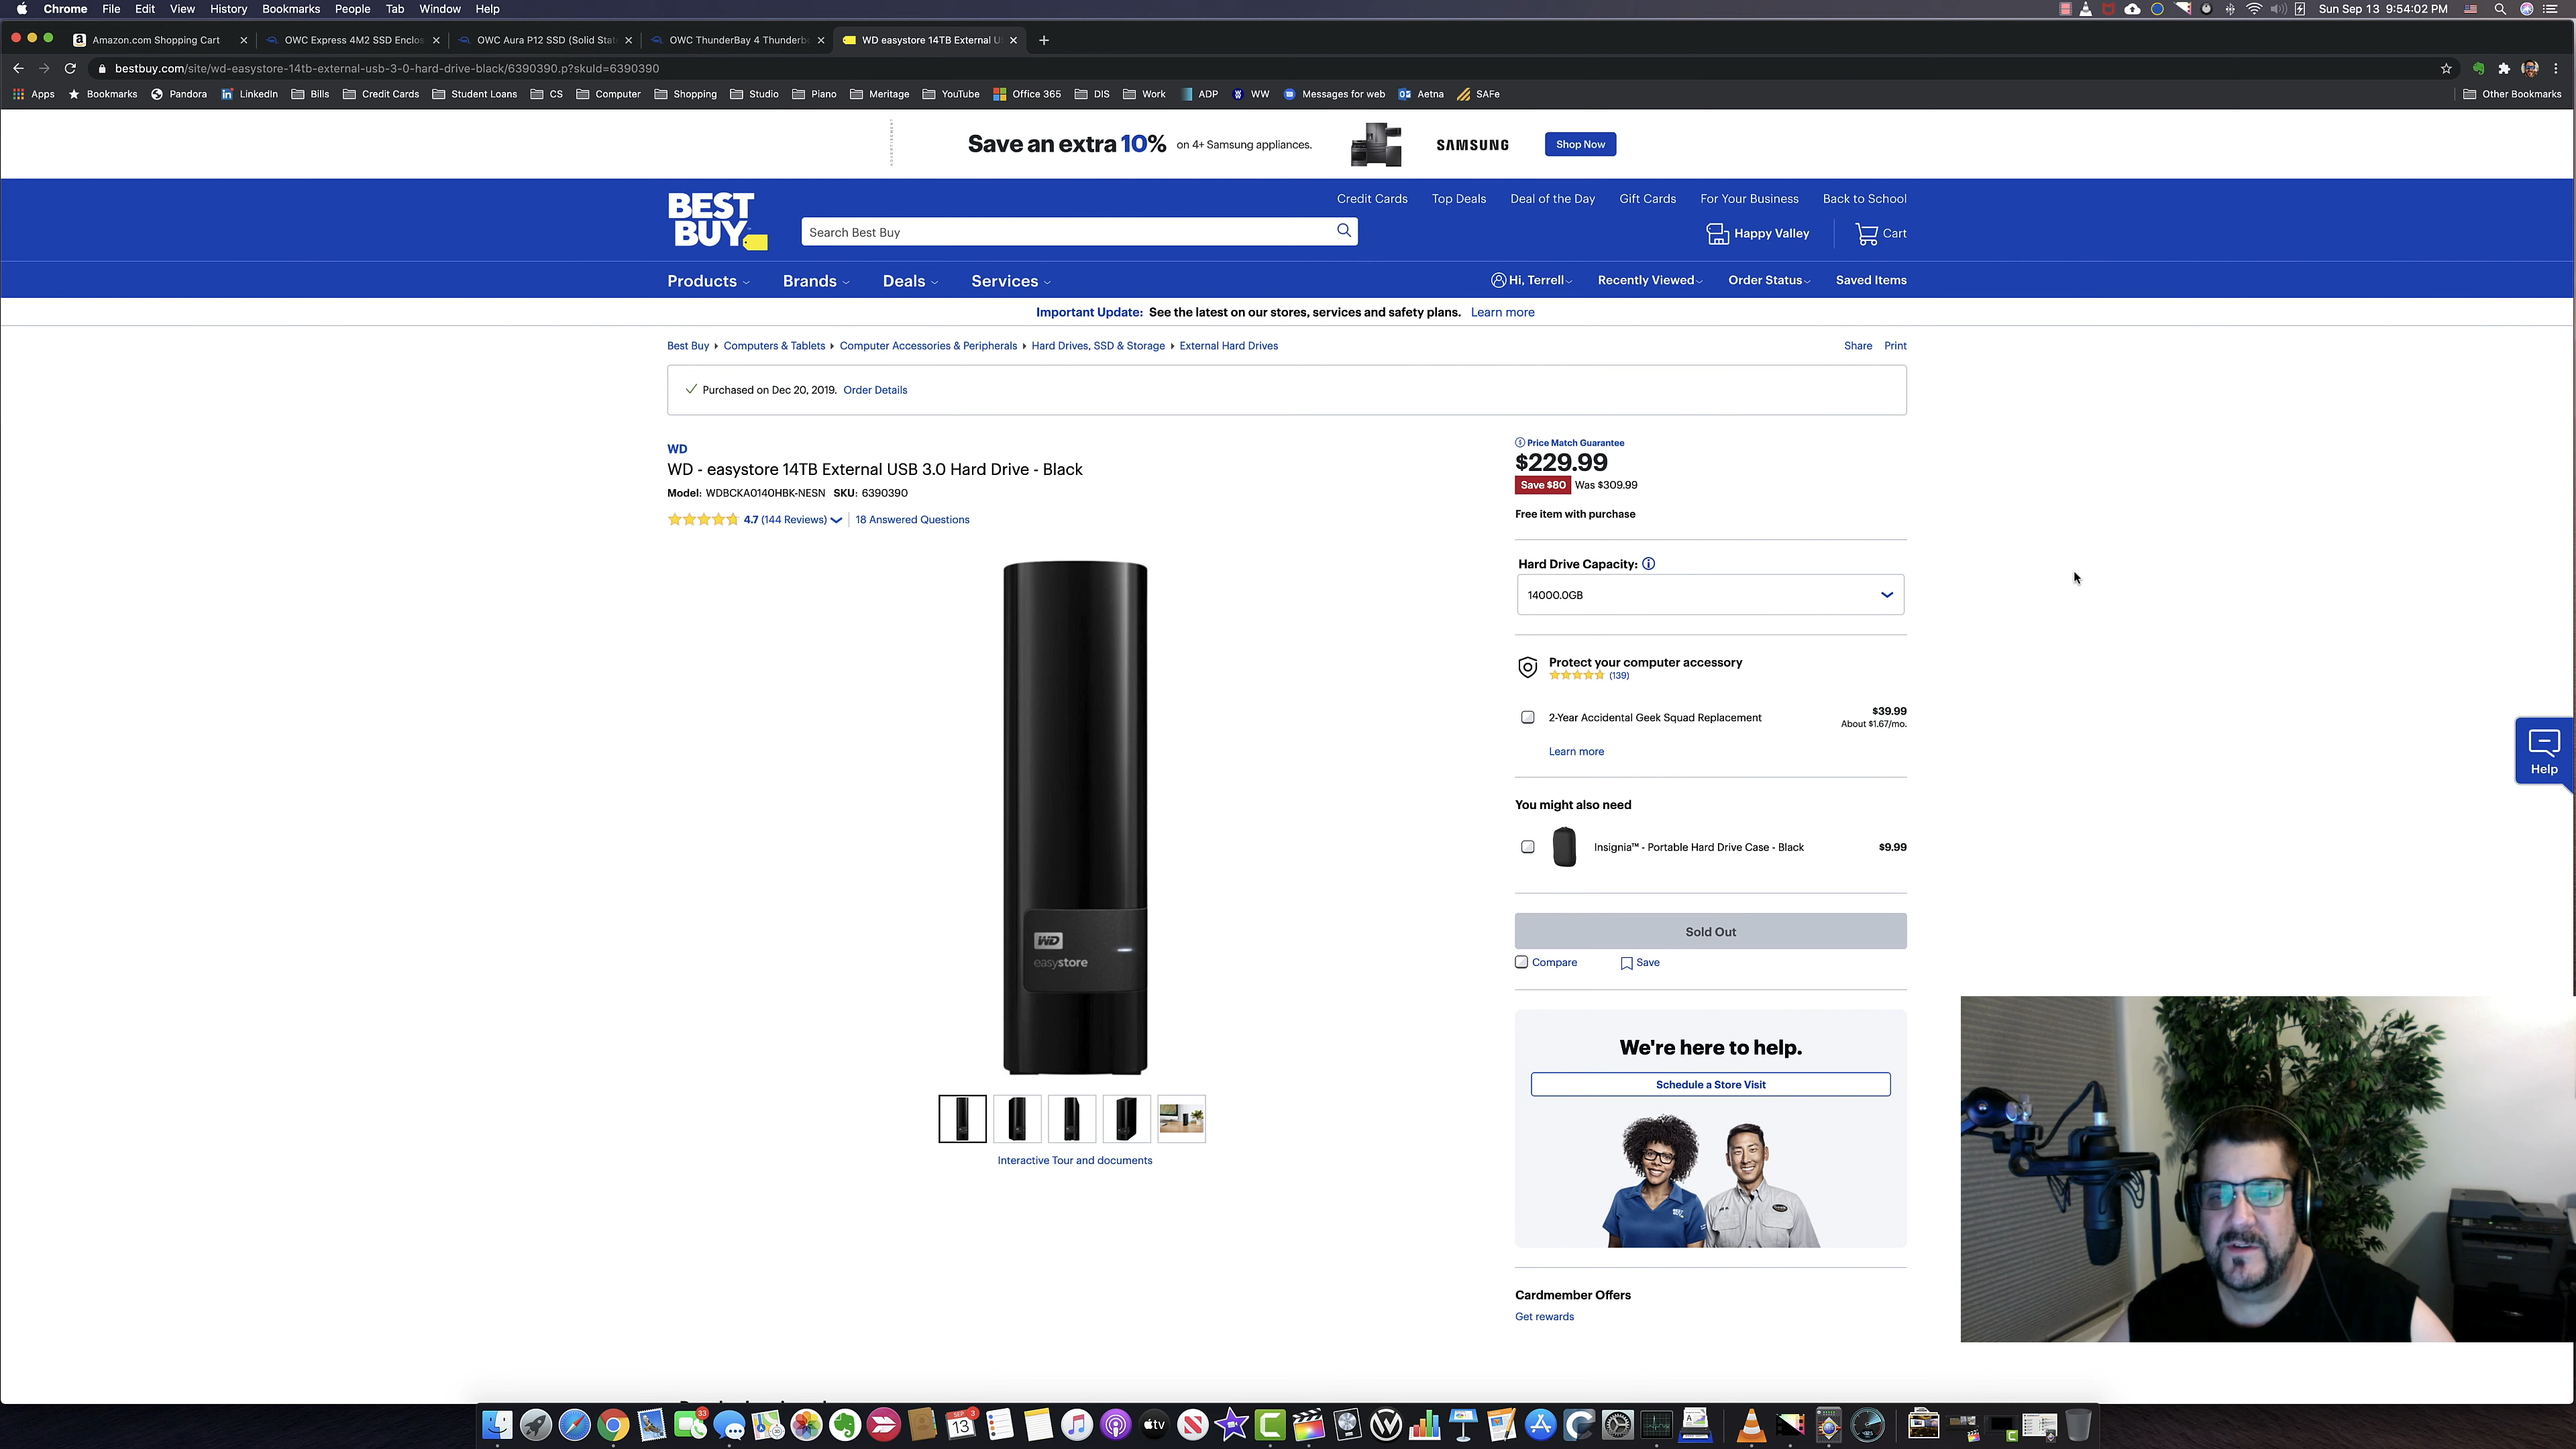 Chrome File Edit View History Bookmarks People Tab Window Help
Sun Sep 13 9:54:02 PM
Amazon.com Shopping Cart
OWC Express 4M2 SSD Enclos
OWC Aura P12 SSD (Solid Stat
OWC ThunderBay 4 Thunderb
WD easystore 14TB External U
bestbuy.com/site/wd-easystore-14tb-external-usb-3-0-hard-drive-black/6390390.p?skuId=6390390
Apps Bookmarks Pandora LinkedIn Bills Credit Cards Student Loans CS Computer Shopping Studio Piano Meritage YouTube Office 365 DIS Work ADP WW Messages for web Aetna SAFe Other Bookmarks
ADVERTISEMENT
Save an extra 10% on 4+ Samsung appliances.
SAMSUNG
Shop Now
BEST BUY
Search Best Buy
Credit Cards Top Deals Deal of the Day Gift Cards For Your Business Back to School
Happy Valley
Cart
Products Brands Deals Services
Hi, Terrell Recently Viewed Order Status Saved Items
Important Update: See the latest on our stores, services and safety plans. Learn more
Best Buy Computers & Tablets Computer Accessories & Peripherals Hard Drives, SSD & Storage External Hard Drives
Share Print
Purchased on Dec 20, 2019. Order Details
WD
WD - easystore 14TB External USB 3.0 Hard Drive - Black
Model: WDBCKA0140HBK-NESN SKU: 6390390
4.7 (144 Reviews) 18 Answered Questions
WD
easystore
Interactive Tour and documents
Price Match Guarantee
$229.99
Save $80 Was $309.99
Free item with purchase
Hard Drive Capacity:
14000.0GB
Protect your computer accessory
(139)
2-Year Accidental Geek Squad Replacement
$39.99
About $1.67/mo.
Learn more
You might also need
Insignia™ - Portable Hard Drive Case - Black $9.99
Sold Out
Compare Save
We're here to help.
Schedule a Store Visit
Cardmember Offers
Get rewards
Help
33
SEP
13
3
tv